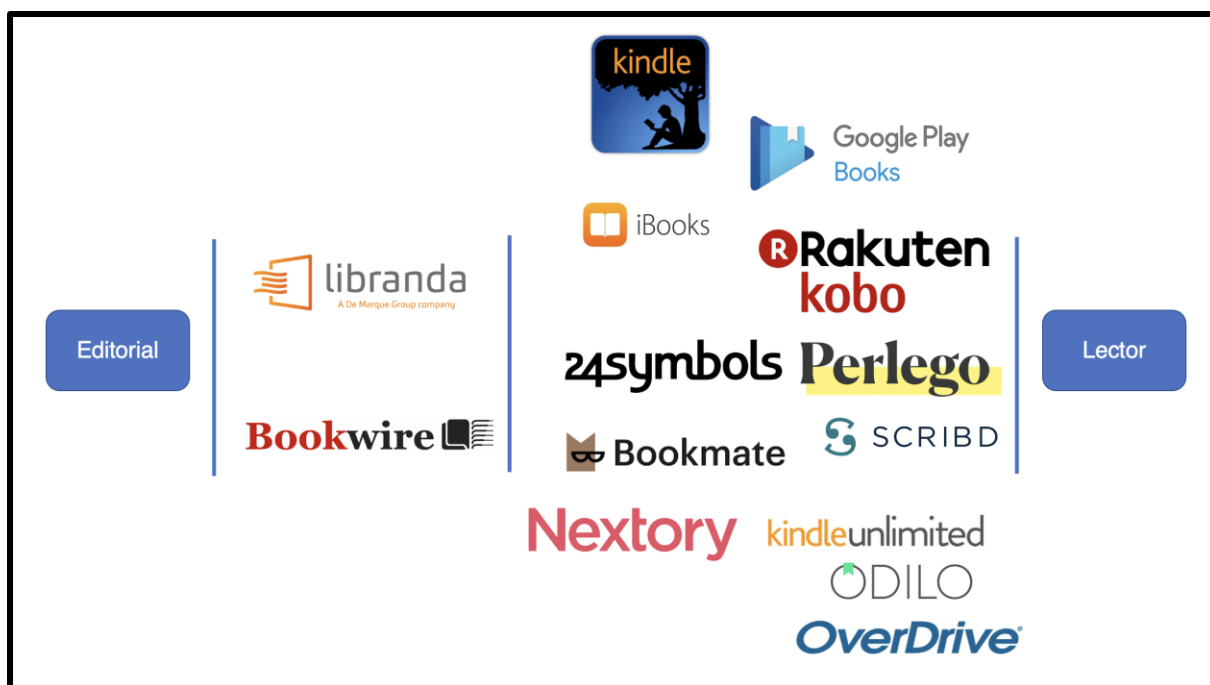 kindle
Google Play
Books
iBooks
Rakuten
kobo
libranda
A De Marque Group company
Editorial
24symbols
Perlego
Lector
Bookwire
Bookmate
SCRIBD
Nextory
kindleunlimited
ODILO
OverDrive